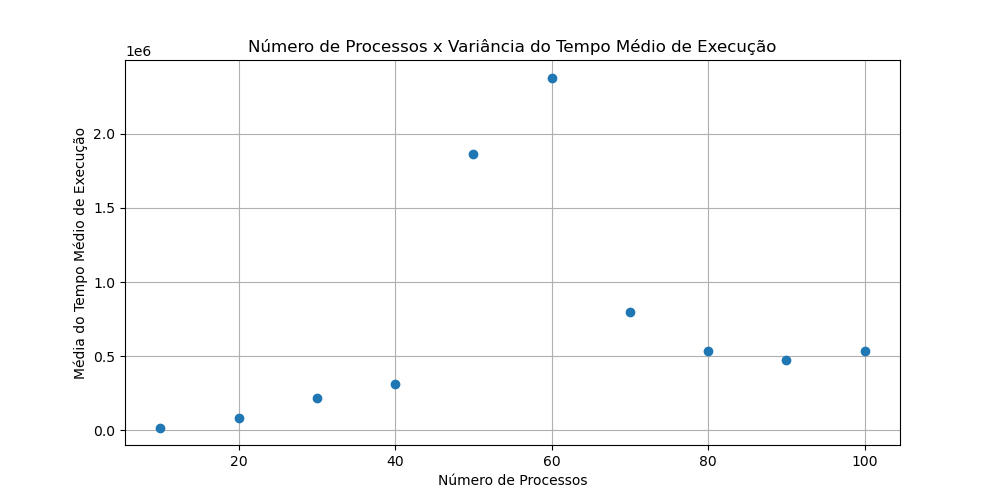 Número de Processos x Variância do Tempo Médio de Execução
1e6
Média do Tempo Médio de Execução
2.0
1.5
1.0
0.5
0.0
20 40 60 80 100
Número de Processos